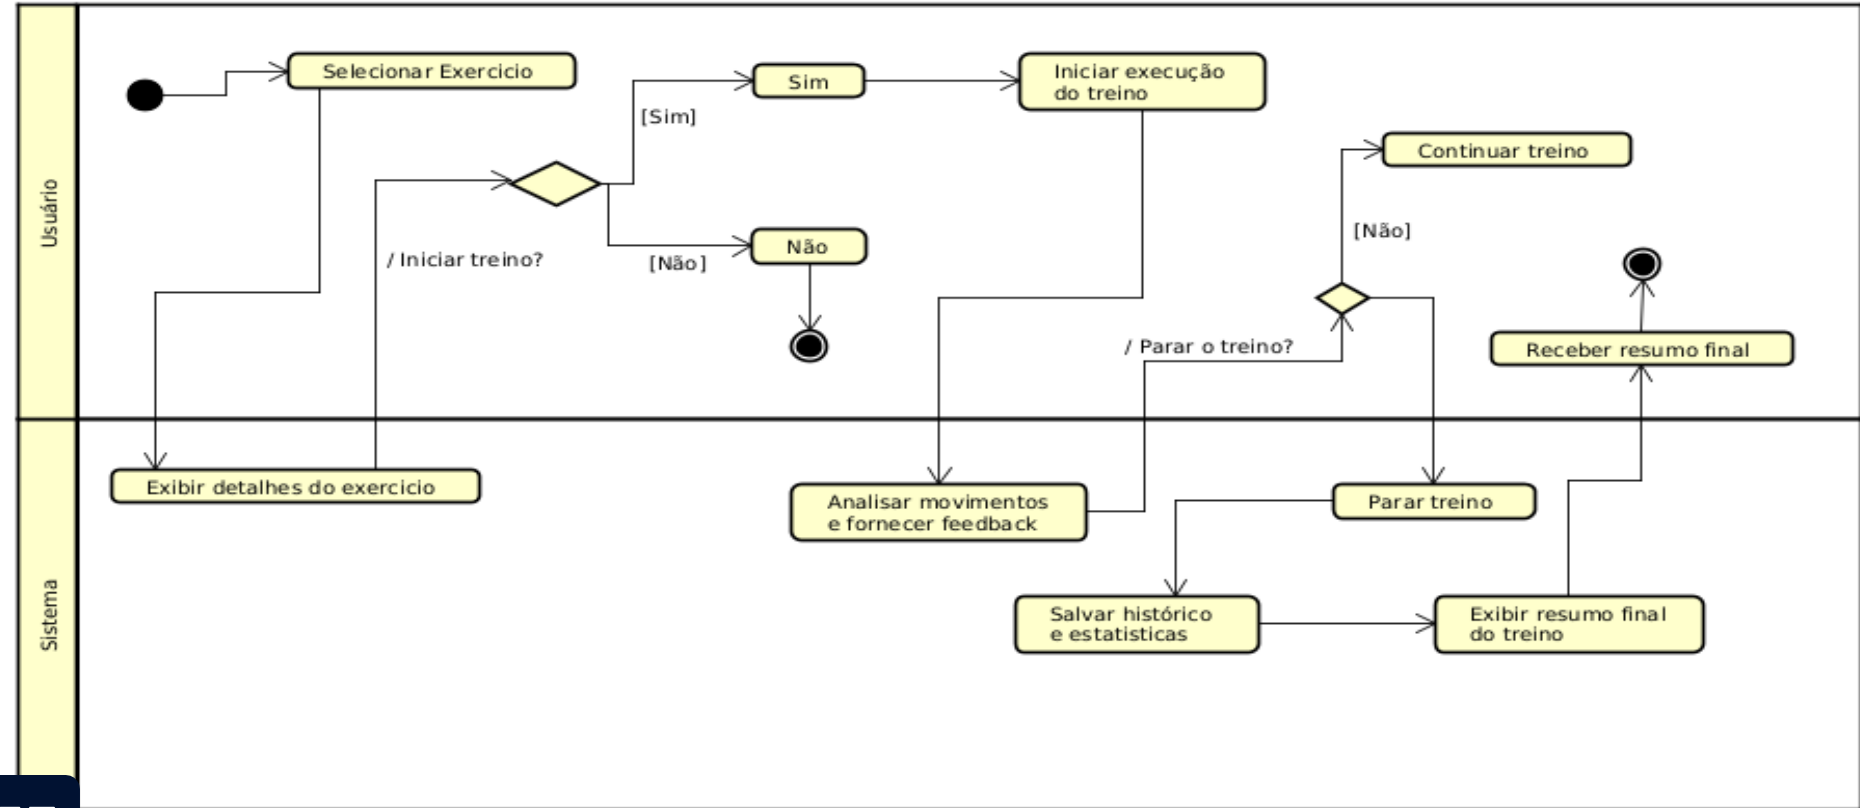 Usuário
Selecionar Exercicio
Sim
Iniciar execução
do treino
[Sim]
Continuar treino
/ Iniciar treino?
Não
[Não]
[Não]
/ Parar o treino?
Receber resumo final
Sistema
Exibir detalhes do exercicio
Analisar movimentos
e fornecer feedback
Parar treino
Salvar histórico
e estatisticas
Exibir resumo final
do treino